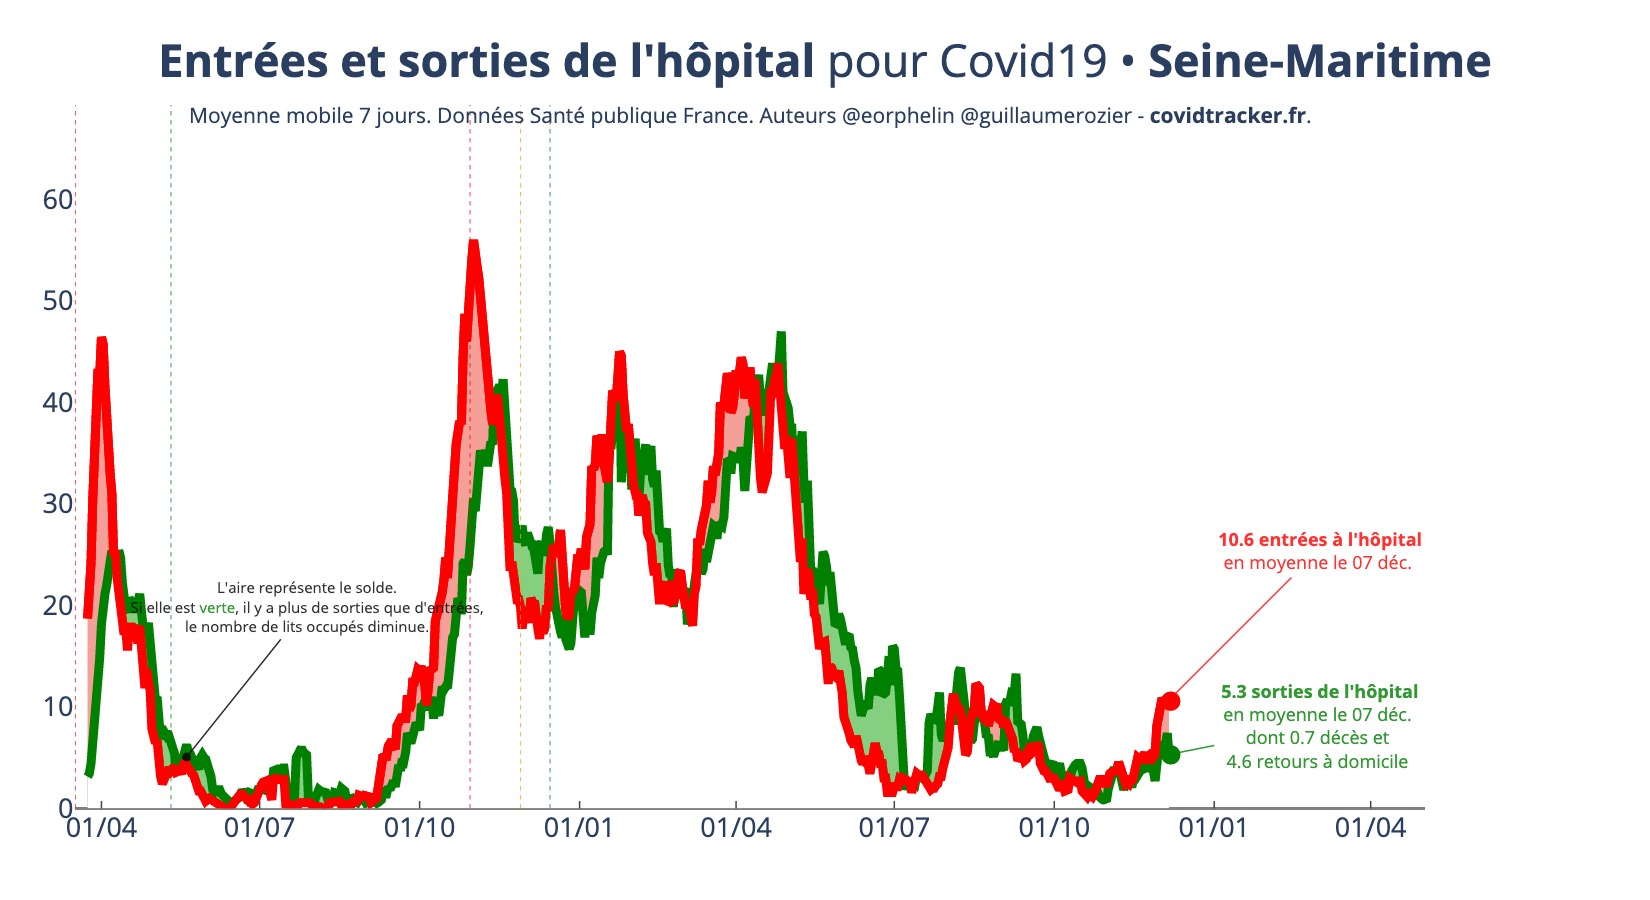 Entrées et sorties de l'hôpital pour Covid19 • Seine-Maritime
Moyenne mobile 7 jours. Données Santé publique France. Auteurs @eorphelin @guillaumerozier - covidtracker.fr.
60
50
40
30
20
10
0
L'aire représente le solde.
Si elle est verte, il y a plus de sorties que d'entrées,
le nombre de lits occupés diminue.
10.6 entrées à l'hôpital
en moyenne le 07 déc.
5.3 sorties de l'hôpital
en moyenne le 07 déc.
dont 0.7 décès et
4.6 retours à domicile
01/04 01/07 01/10 01/01 01/04 01/07 01/10 01/01 01/04